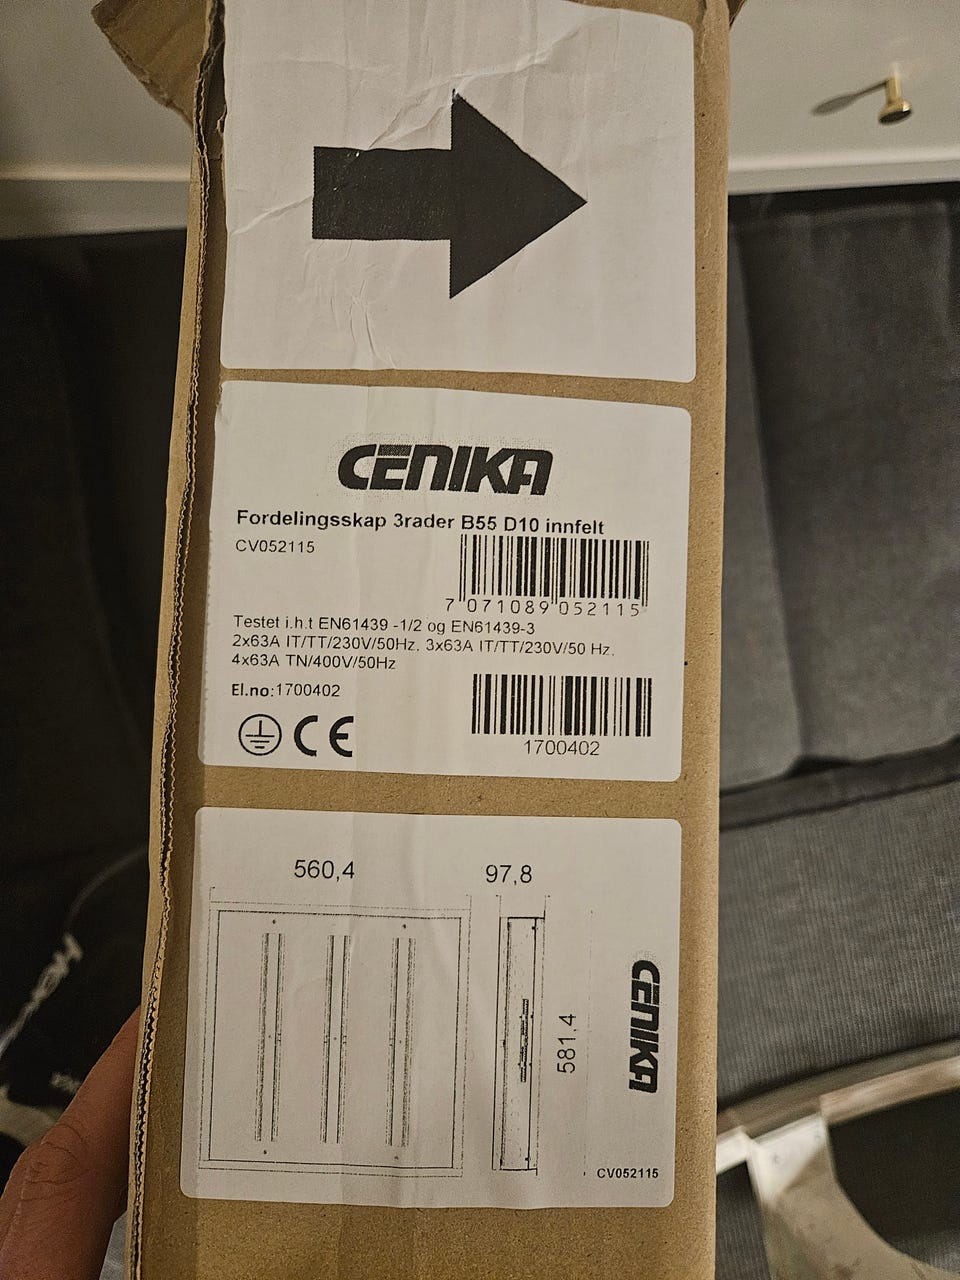 CENIKA
Fordelingsskap 3rader B55 D10 innfelt
CV052115
7 071089 052115
Testet i.h.t EN61439 -1/2 og EN61439-3
2x63A IT/TT/230V/50Hz, 3x63A IT/TT/230V/50 Hz,
4x63A TN/400V/50Hz
El.no:1700402
CE
1700402
560,4
97,8
581,4
CENIKA
CV052115